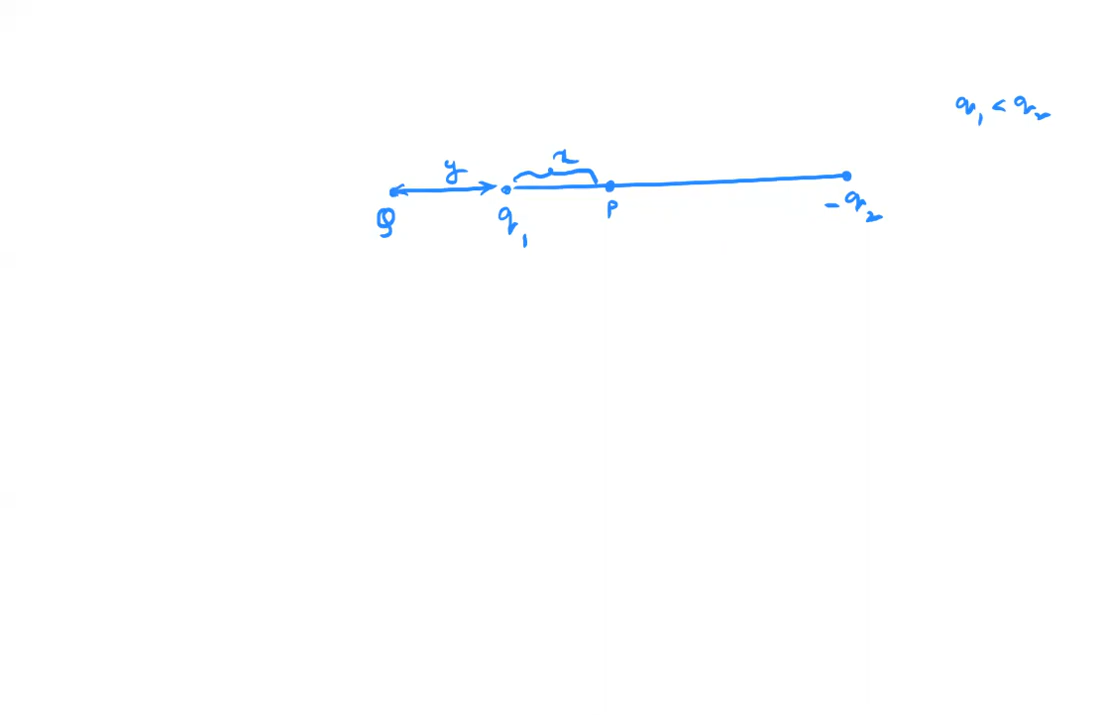 q₁ < q₂
y x
Q q₁ P - q₂